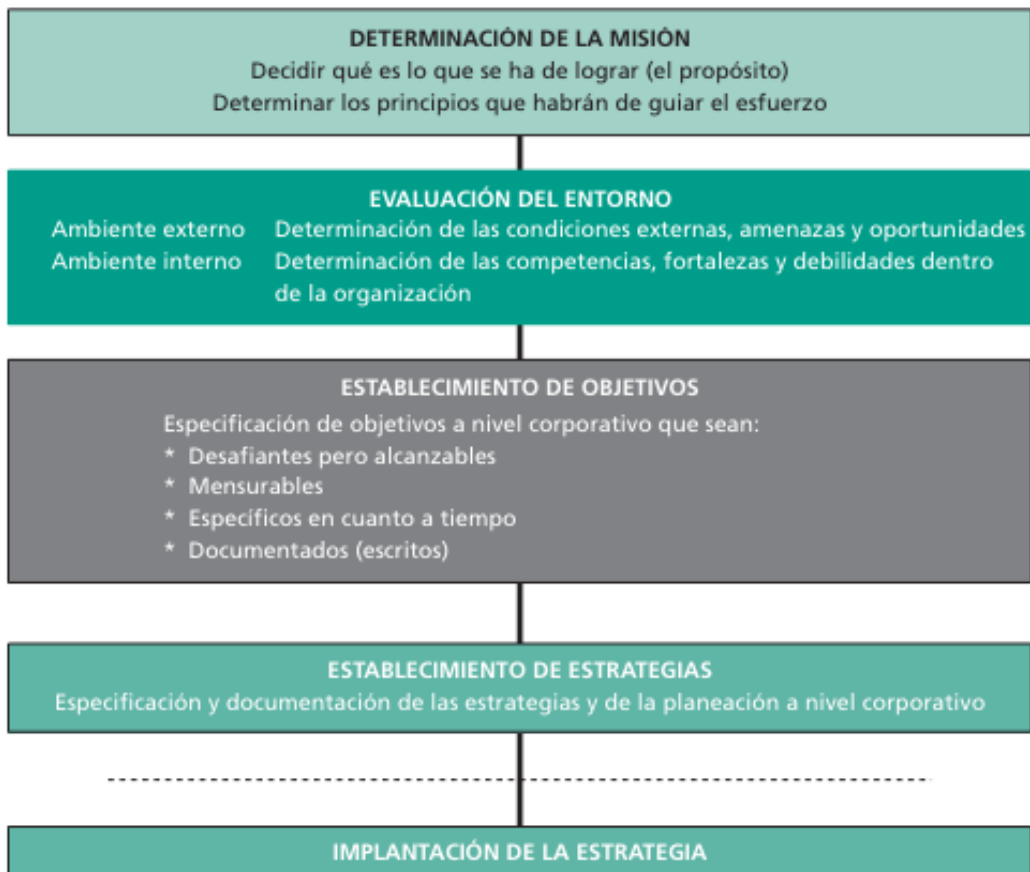 DETERMINACIÓN DE LA MISIÓN
Decidir qué es lo que se ha de lograr (el propósito)
Determinar los principios que habrán de guiar el esfuerzo
EVALUACIÓN DEL ENTORNO
Ambiente externo Determinación de las condiciones externas, amenazas y oportunidades
Ambiente interno Determinación de las competencias, fortalezas y debilidades dentro
de la organización
ESTABLECIMIENTO DE OBJETIVOS
Especificación de objetivos a nivel corporativo que sean:
* Desafiantes pero alcanzables
* Mensurables
* Específicos en cuanto a tiempo
* Documentados (escritos)
ESTABLECIMIENTO DE ESTRATEGIAS
Especificación y documentación de las estrategias y de la planeación a nivel corporativo
IMPLANTACIÓN DE LA ESTRATEGIA